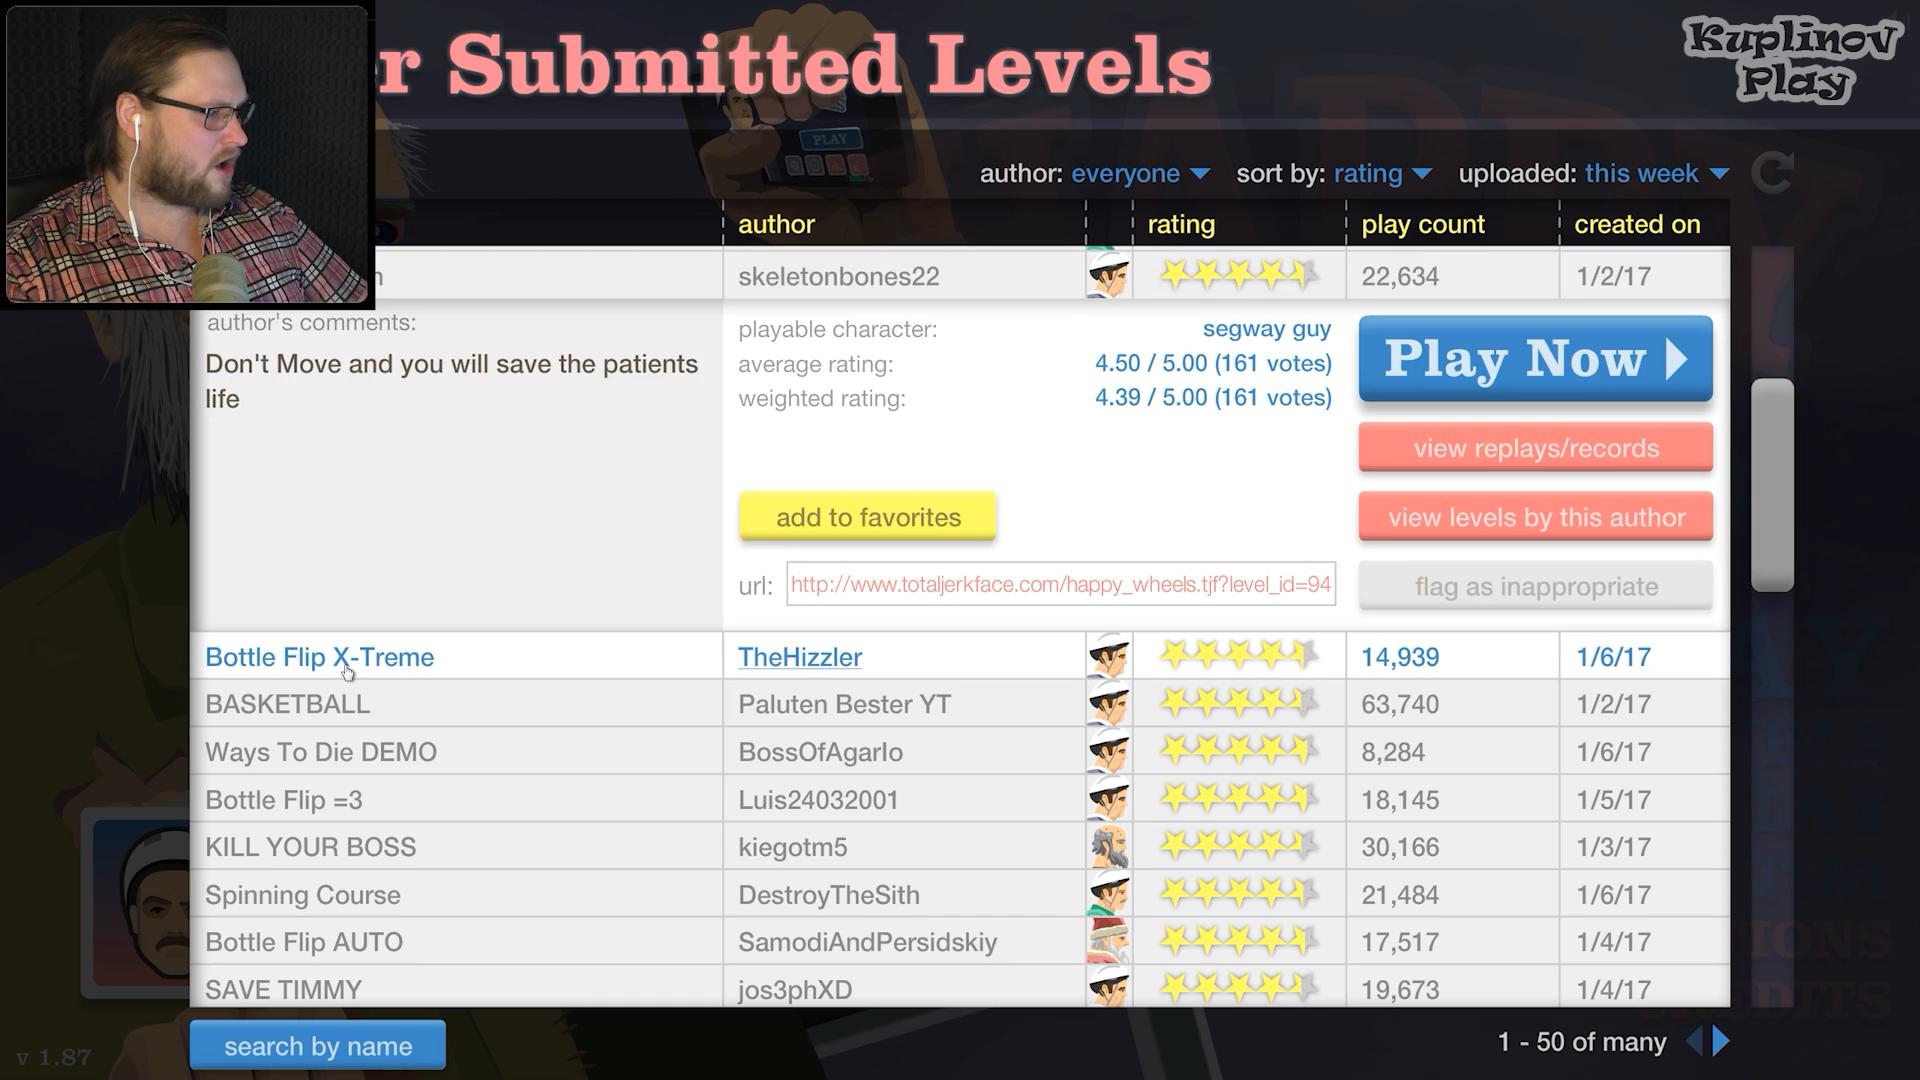 r Submitted Levels
Kuplinov
Play
PLAY
author: everyone sort by: rating uploaded: this week
author rating play count created on
skeletonbones22 22,634 1/2/17
author's comments:
Don't Move and you will save the patients
life
playable character: segway guy
average rating: 4.50 / 5.00 (161 votes)
weighted rating: 4.39 / 5.00 (161 votes)
Play Now
view replays/records
add to favorites
view levels by this author
url: http://www.totaljerkface.com/happy_wheels.tjf?level_id=94
flag as inappropriate
Bottle Flip X-Treme TheHizzler 14,939 1/6/17
BASKETBALL Paluten Bester YT 63,740 1/2/17
Ways To Die DEMO BossOfAgarIo 8,284 1/6/17
Bottle Flip =3 Luis24032001 18,145 1/5/17
KILL YOUR BOSS kiegotm5 30,166 1/3/17
Spinning Course DestroyTheSith 21,484 1/6/17
Bottle Flip AUTO SamodiAndPersidskiy 17,517 1/4/17
SAVE TIMMY jos3phXD 19,673 1/4/17
v 1.87
search by name
1 - 50 of many